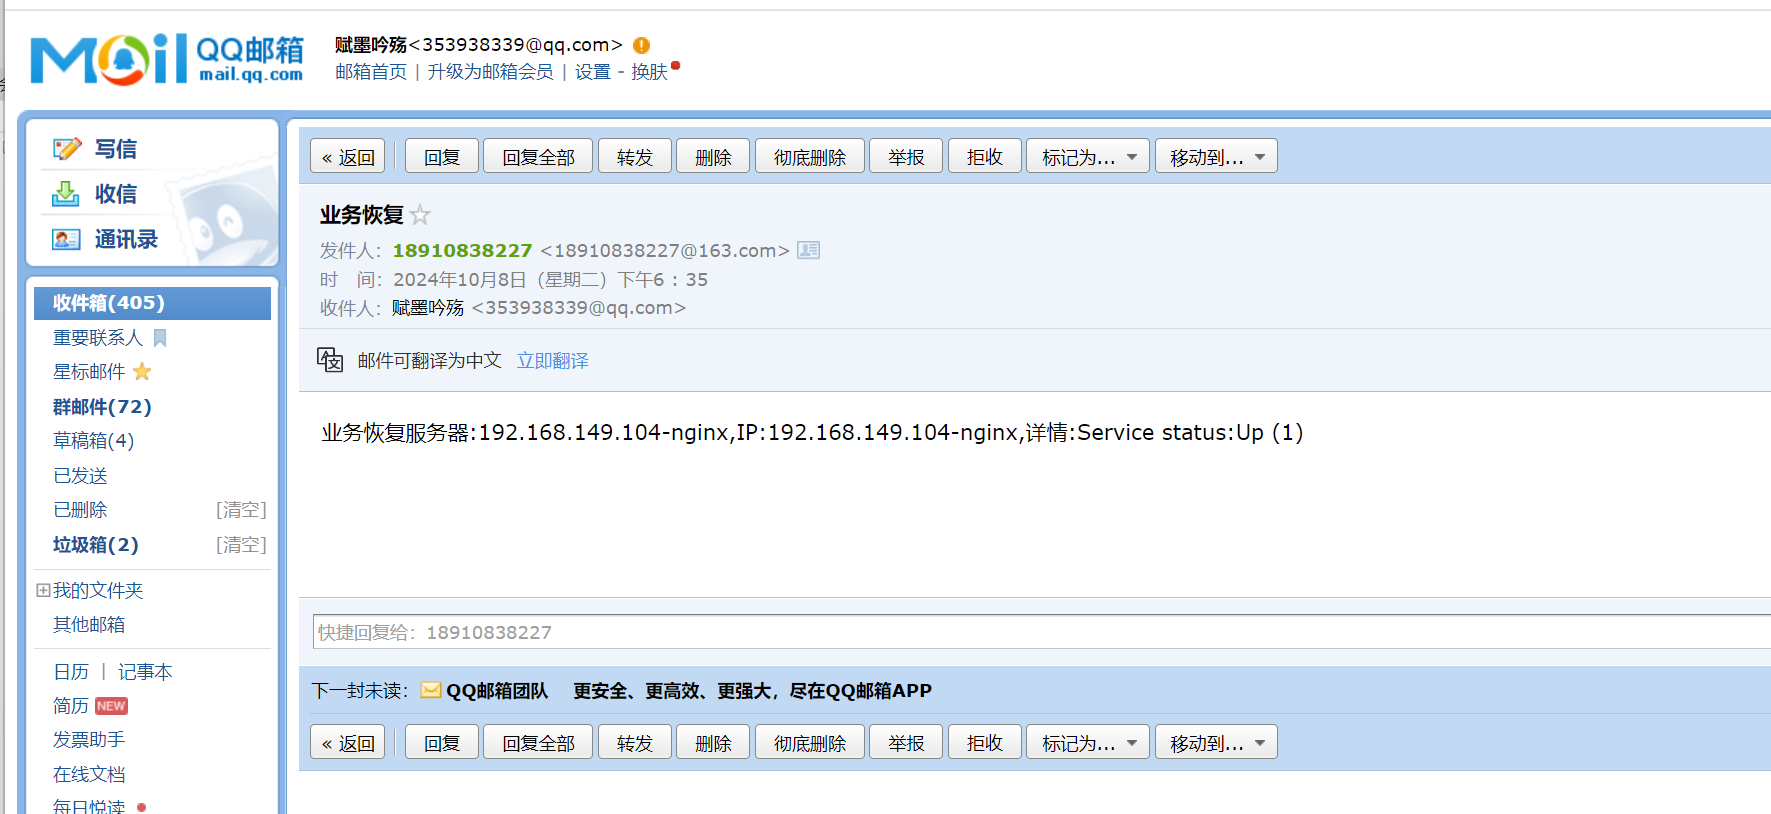 Mail QQ邮箱 mail.qq.com
赋墨吟殇<353938339@qq.com>
邮箱首页 | 升级为邮箱会员 | 设置 - 换肤
写信
收信
通讯录
收件箱(405)
重要联系人
星标邮件
群邮件(72)
草稿箱(4)
已发送
已删除 [清空]
垃圾箱(2) [清空]
我的文件夹
其他邮箱
日历 | 记事本
简历 NEW
发票助手
在线文档
每日悦读
« 返回 回复 回复全部 转发 删除 彻底删除 举报 拒收 标记为... 移动到...
业务恢复
发件人：18910838227 <18910838227@163.com>
时 间：2024年10月8日（星期二）下午6：35
收件人：赋墨吟殇 <353938339@qq.com>
邮件可翻译为中文 立即翻译
业务恢复服务器:192.168.149.104-nginx,IP:192.168.149.104-nginx,详情:Service status:Up (1)
快捷回复给：18910838227
下一封未读：QQ邮箱团队 更安全、更高效、更强大，尽在QQ邮箱APP
« 返回 回复 回复全部 转发 删除 彻底删除 举报 拒收 标记为... 移动到...